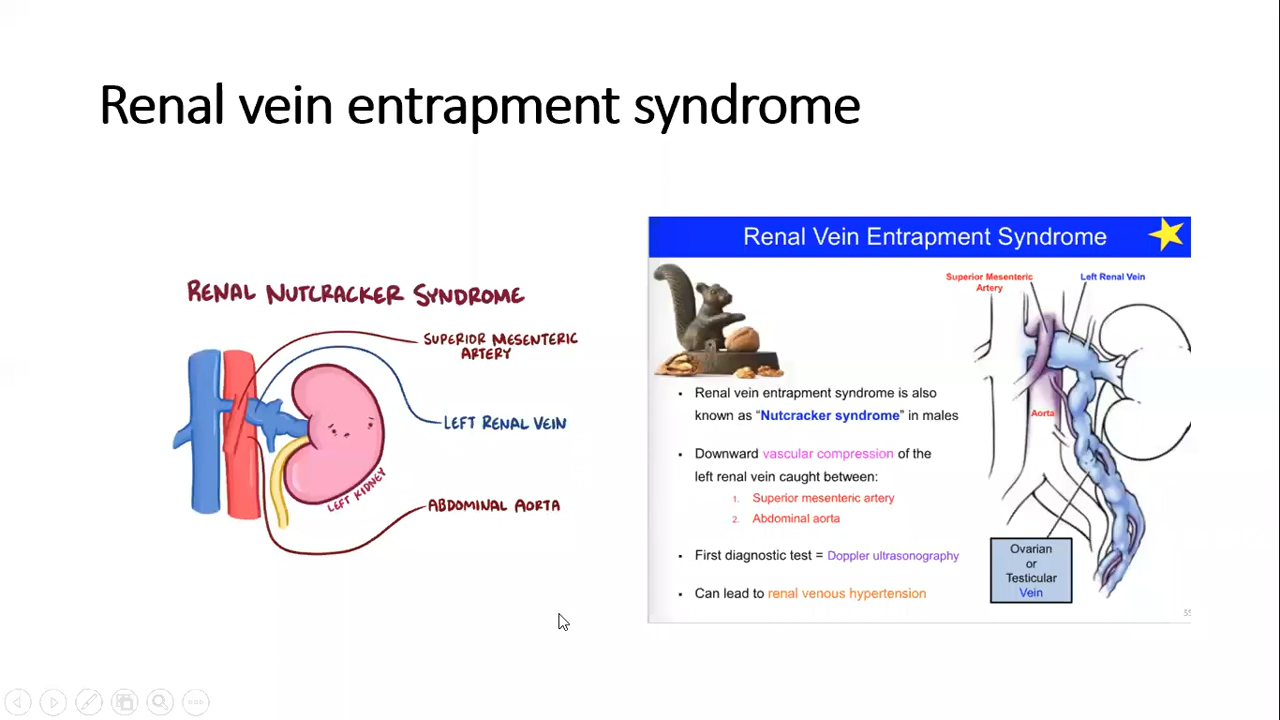 Renal vein entrapment syndrome
RENAL NUTCRACKER SYNDROME
SUPERIOR MESENTERIC
ARTERY
LEFT RENAL VEIN
LEFT KIDNEY
ABDOMINAL AORTA
Renal Vein Entrapment Syndrome
Superior Mesenteric
Artery
Left Renal Vein
Aorta
• Renal vein entrapment syndrome is also
known as “Nutcracker syndrome” in males
• Downward vascular compression of the
left renal vein caught between:
1. Superior mesenteric artery
2. Abdominal aorta
• First diagnostic test = Doppler ultrasonography
• Can lead to renal venous hypertension
Ovarian
or
Testicular
Vein